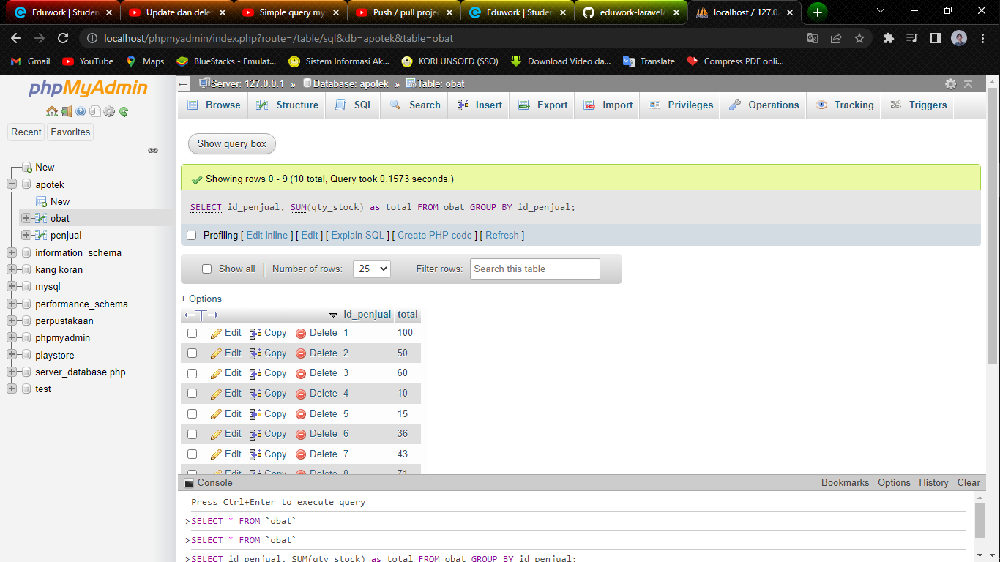 Eduwork | Studen
Update dan delet
Simple query mys
Push / pull projec
Eduwork | Studen
eduwork-laravel/
localhost / 127.0.
localhost/phpmyadmin/index.php?route=/table/sql&db=apotek&table=obat
Gmail YouTube Maps BlueStacks - Emulat... Sistem Informasi Ak... KORI UNSOED (SSO) Download Video da... Translate Compress PDF onli...
phpMyAdmin
Recent Favorites
New
apotek
New
obat
penjual
information_schema
kang koran
mysql
performance_schema
perpustakaan
phpmyadmin
playstore
server_database.php
test
Server: 127.0.0.1 » Database: apotek » Table: obat
Browse Structure SQL Search Insert Export Import Privileges Operations Tracking Triggers
Show query box
Showing rows 0 - 9 (10 total, Query took 0.1573 seconds.)
SELECT id_penjual, SUM(qty_stock) as total FROM obat GROUP BY id_penjual;
Profiling [ Edit inline ] [ Edit ] [ Explain SQL ] [ Create PHP code ] [ Refresh ]
Show all | Number of rows: 25 Filter rows: Search this table
+ Options
←T→ id_penjual total
Edit Copy Delete 1 100
Edit Copy Delete 2 50
Edit Copy Delete 3 60
Edit Copy Delete 4 10
Edit Copy Delete 5 15
Edit Copy Delete 6 36
Edit Copy Delete 7 43
Edit Copy Delete 8 71
Console Bookmarks Options History Clear
Press Ctrl+Enter to execute query
>SELECT * FROM `obat`
>SELECT * FROM `obat`
>SELECT id_penjual, SUM(qty_stock) as total FROM obat GROUP BY id_penjual;